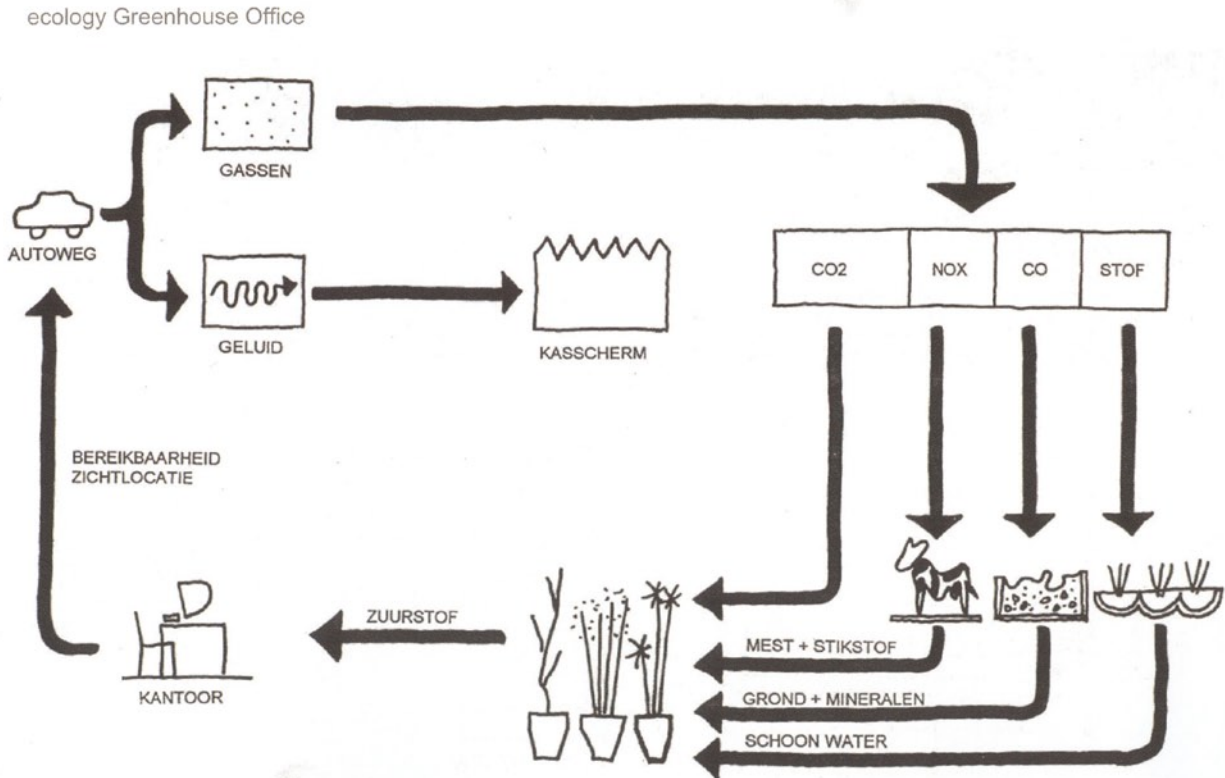 ecology Greenhouse Office
GASSEN
AUTOWEG
CO2
NOX
CO
STOF
GELUID
KASSCHERM
BEREIKBAARHEID
ZICHTLOCATIE
ZUURSTOF
MEST + STIKSTOF
KANTOOR
GROND + MINERALEN
SCHOON WATER